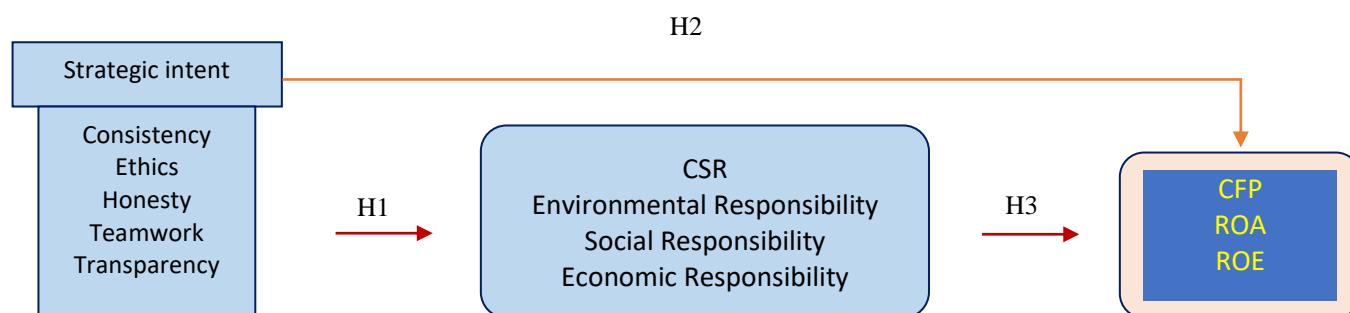 H2
Strategic intent
Consistency
Ethics
Honesty
Teamwork
Transparency
H1
CSR
Environmental Responsibility
Social Responsibility
Economic Responsibility
H3
CFP
ROA
ROE